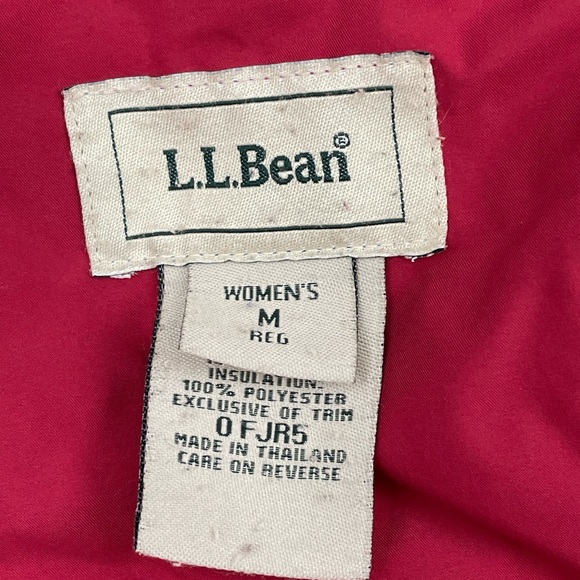 L.L.Bean®
WOMEN'S
M
REG
INSULATION:
100% POLYESTER
EXCLUSIVE OF TRIM
0 FJR5
MADE IN THAILAND
CARE ON REVERSE